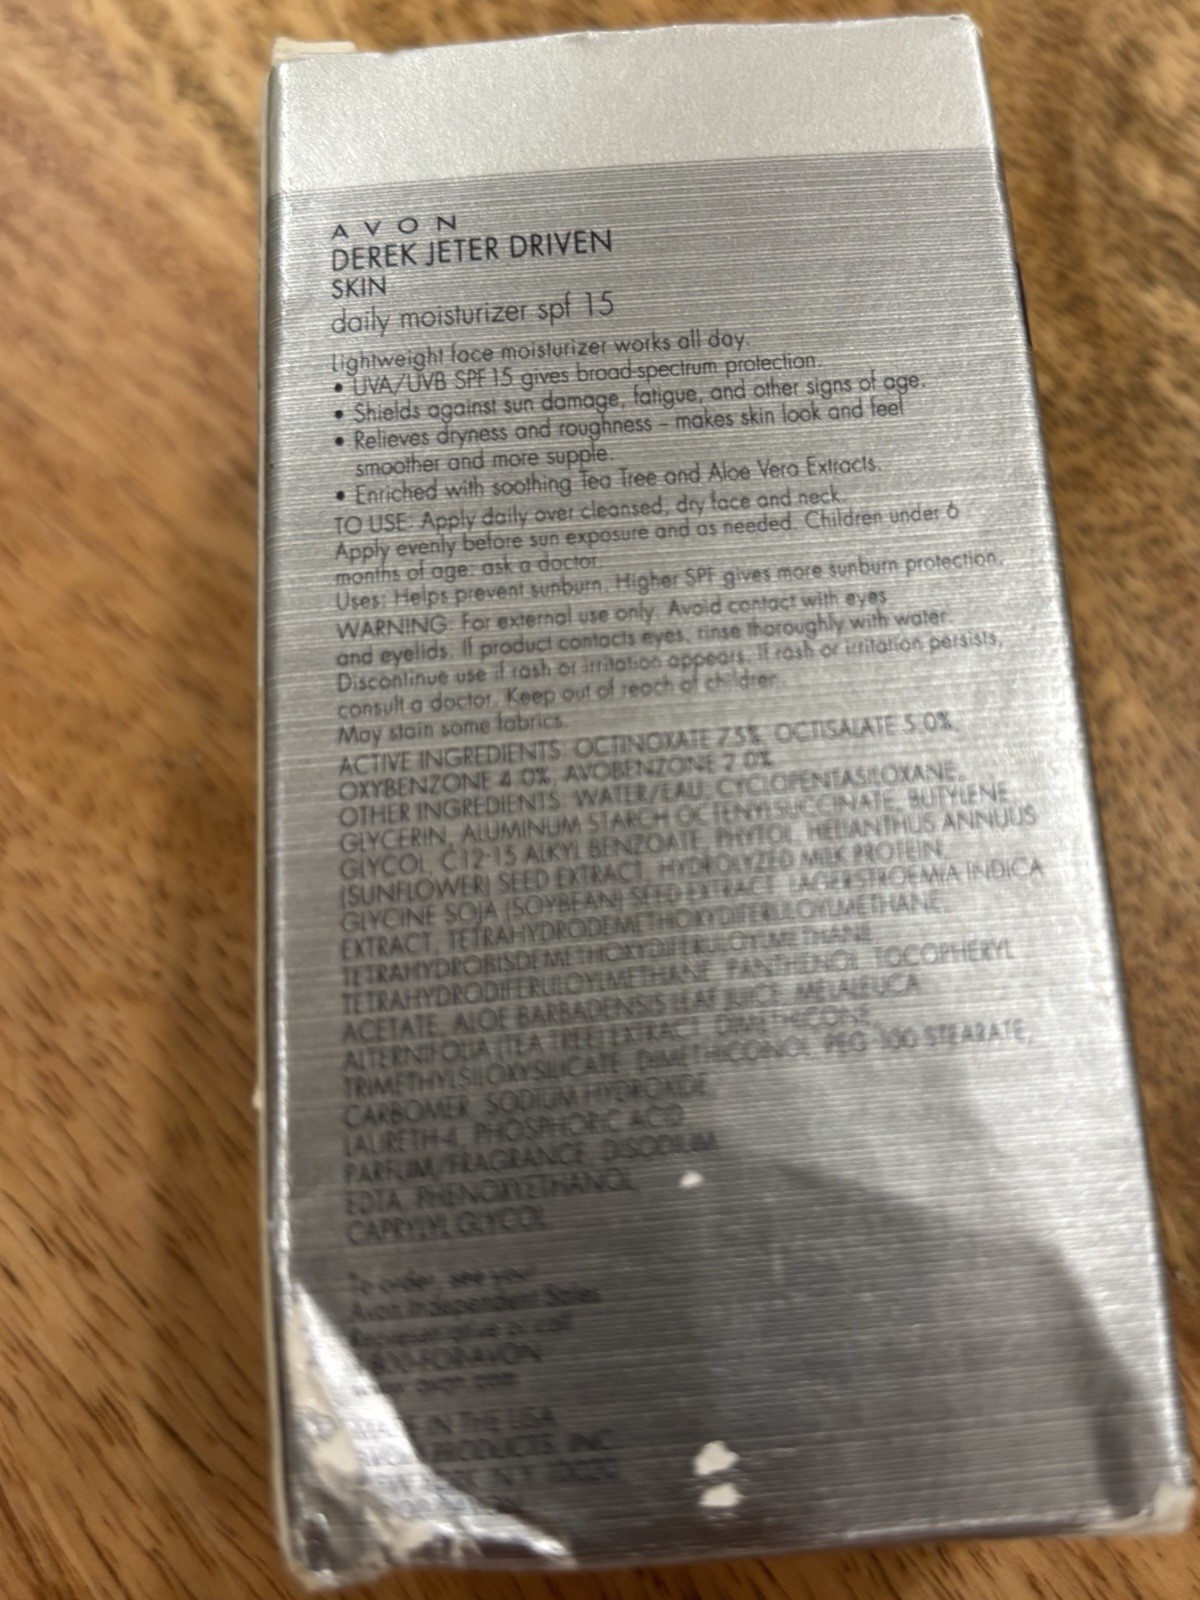 AVON
DEREK JETER DRIVEN
SKIN
daily moisturizer spf 15
Lightweight face moisturizer works all day.
• UVA/UVB SPF 15 gives broad-spectrum protection.
• Shields against sun damage, fatigue, and other signs of age.
• Relieves dryness and roughness – makes skin look and feel
smoother and more supple.
• Enriched with soothing Tea Tree and Aloe Vera Extracts.
TO USE: Apply daily over cleansed, dry face and neck.
Apply evenly before sun exposure and as needed. Children under 6
months of age: ask a doctor.
Uses: Helps prevent sunburn. Higher SPF gives more sunburn protection.
WARNING: For external use only. Avoid contact with eyes
and eyelids. If product contacts eyes, rinse thoroughly with water.
Discontinue use if rash or irritation appears. If rash or irritation persists,
consult a doctor. Keep out of reach of children.
May stain some fabrics.
ACTIVE INGREDIENTS: OCTINOXATE 7.5%, OCTISALATE 5.0%,
OXYBENZONE 4.0%, AVOBENZONE 2.0%
OTHER INGREDIENTS: WATER/EAU, CYCLOPENTASILOXANE,
GLYCERIN, ALUMINUM STARCH OCTENYLSUCCINATE, BUTYLENE
GLYCOL, C12-15 ALKYL BENZOATE, PHYTOL, HELIANTHUS ANNUUS
(SUNFLOWER) SEED EXTRACT, HYDROLYZED MILK PROTEIN,
GLYCINE SOJA (SOYBEAN) SEED EXTRACT, LAGERSTROEMIA INDICA
EXTRACT, TETRAHYDRODEMETHOXYDIFERULOYLMETHANE,
TETRAHYDROBISDEMETHOXYDIFERULOYLMETHANE,
TETRAHYDRODIFERULOYLMETHANE, PANTHENOL, TOCOPHERYL
ACETATE, ALOE BARBADENSIS LEAF JUICE, MELALEUCA
ALTERNIFOLIA (TEA TREE) EXTRACT, DIMETHICONE,
TRIMETHYLSILOXYSILICATE, DIMETHICONOL, PEG-100 STEARATE,
CARBOMER, SODIUM HYDROXIDE,
LAURETH-4, PHOSPHORIC ACID,
PARFUM/FRAGRANCE, DISODIUM
EDTA, PHENOXYETHANOL,
CAPRYLYL GLYCOL
To order, see your
Avon Independent Sales
Representative or call
800-FOR-AVON
avon.com
IN THE USA
PRODUCTS, INC.
N.Y.